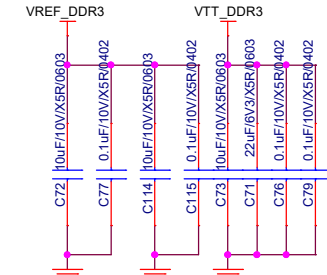 VREF_DDR3
VTT_DDR3
10uF/10V/X5R/0603
0.1uF/10V/X5R/0402
10uF/10V/X5R/0603
0.1uF/10V/X5R/0402
10uF/10V/X5R/0603
22uF/6V3/X5R/0603
0.1uF/10V/X5R/0402
0.1uF/10V/X5R/0402
C72
C77
C114
C115
C73
C71
C76
C79